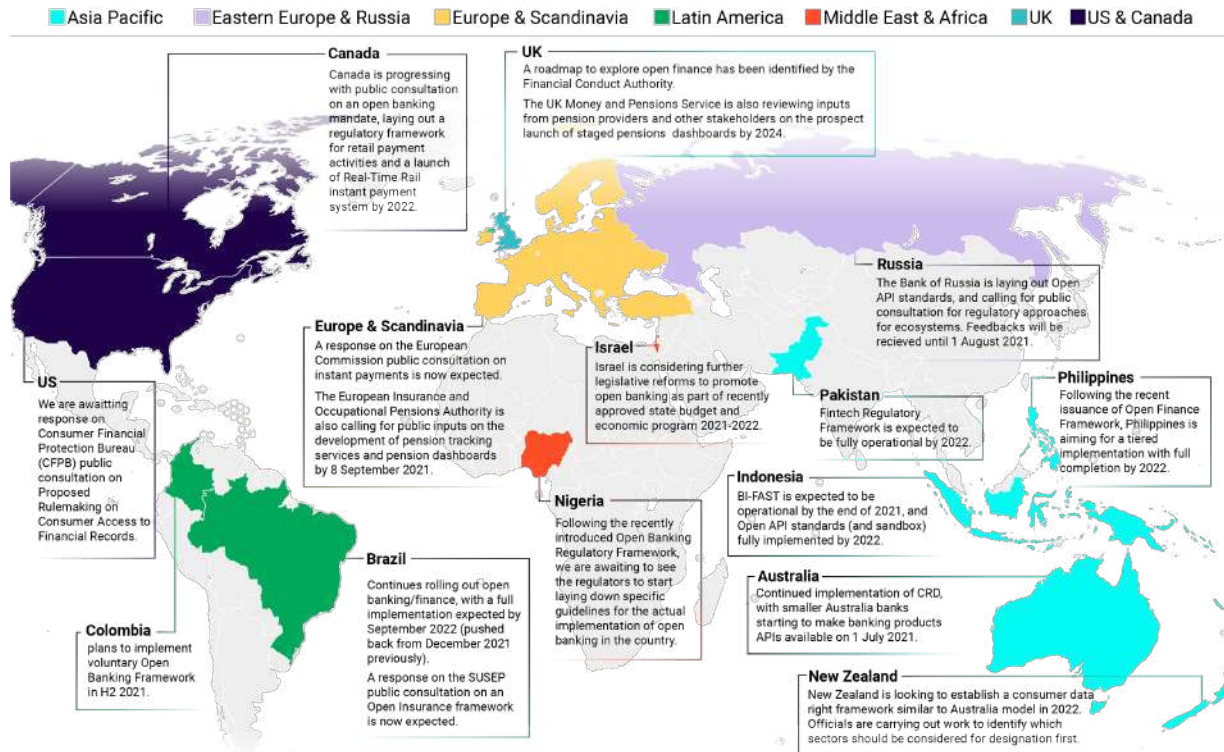 Asia Pacific
Eastern Europe & Russia
Europe & Scandinavia
Latin America
Middle East & Africa
UK
US & Canada
Canada
Canada is progressing
with public consultation
on an open banking
mandate, laying out a
regulatory framework
for retail payment
activities and a launch
of Real-Time Rail
instant payment
system by 2022.
UK
A roadmap to explore open finance has been identified by the
Financial Conduct Authority.
The UK Money and Pensions Service is also reviewing inputs
from pension providers and other stakeholders on the prospect
launch of staged pensions dashboards by 2024.
Russia
The Bank of Russia is laying out Open
API standards, and calling for public
consultation for regulatory approaches
for ecosystems. Feedbacks will be
recieved until 1 August 2021.
Europe & Scandinavia
A response on the European
Commission public consultation on
instant payments is now expected.
The European Insurance and
Occupational Pensions Authority is
also calling for public inputs on the
development of pension tracking
services and pension dashboards
by 8 September 2021.
Israel
Israel is considering further
legislative reforms to promote
open banking as part of recently
approved state budget and
economic program 2021-2022.
US
We are awaitting
response on
Consumer Financial
Protection Bureau
(CFPB) public
consultation on
Proposed
Rulemaking on
Consumer Access to
Financial Records.
Pakistan
Fintech Regulatory
Framework is expected to
be fully operational by 2022.
Philippines
Following the recent
issuance of Open Finance
Framework, Philippines is
aiming for a tiered
implementation with full
completion by 2022.
Indonesia
BI-FAST is expected to be
operational by the end of 2021, and
Open API standards (and sandbox)
fully implemented by 2022.
Nigeria
Following the recently
introduced Open Banking
Regulatory Framework,
we are awaiting to see
the regulators to start
laying down specific
guidelines for the actual
implementation of open
banking in the country.
Brazil
Continues rolling out open
banking/finance, with a full
implementation expected by
September 2022 (pushed
back from December 2021
previously).
A response on the SUSEP
public consultation on an
Open Insurance framework
is now expected.
Australia
Continued implementation of CRD,
with smaller Australia banks
starting to make banking products
APIs available on 1 July 2021.
Colombia
plans to implement
voluntary Open
Banking Framework
in H2 2021.
New Zealand
New Zealand is looking to establish a consumer data
right framework similar to Australia model in 2022.
Officials are carrying out work to identify which
sectors should be considered for designation first.